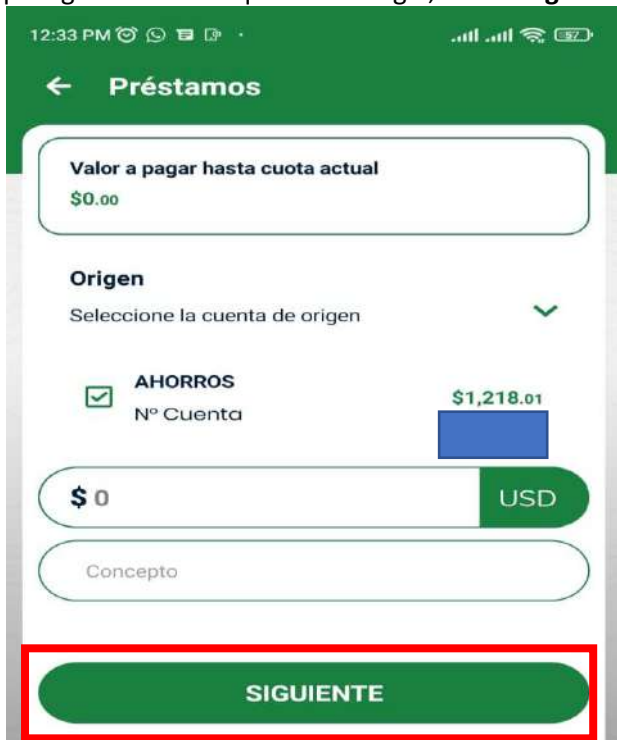 12:33 PM
57
Préstamos
Valor a pagar hasta cuota actual
$0.00
Origen
Seleccione la cuenta de origen
AHORROS
$1,218.01
Nº Cuenta
$ 0
USD
Concepto
SIGUIENTE